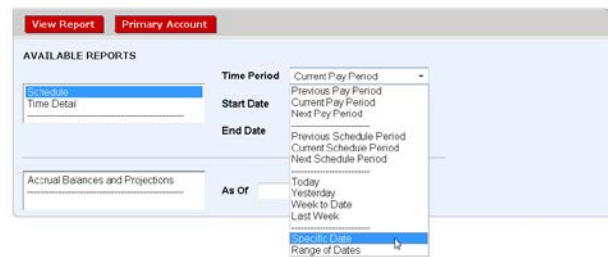 View Report Primary Account
AVAILABLE REPORTS
Time Period Current Pay Period
Schedule
Time Detail
Start Date
End Date
Previous Pay Period
Current Pay Period
Next Pay Period
Previous Schedule Period
Current Schedule Period
Next Schedule Period
Today
Yesterday
Week to Date
Last Week
Specific Date
Range of Dates
Accrual Balances and Projections
As Of